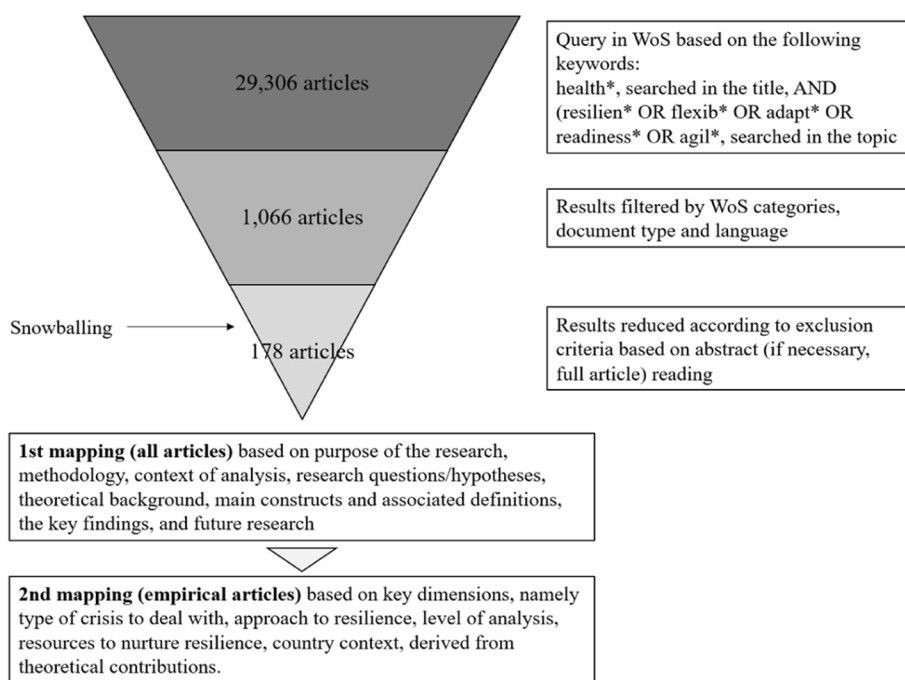 29,306 articles
Query in WoS based on the following
keywords:
health*, searched in the title, AND
(resilien* OR flexib* OR adapt* OR
readiness* OR agil*, searched in the topic
1,066 articles
Results filtered by WoS categories,
document type and language
Snowballing
178 articles
Results reduced according to exclusion
criteria based on abstract (if necessary,
full article) reading
1st mapping (all articles) based on purpose of the research,
methodology, context of analysis, research questions/hypotheses,
theoretical background, main constructs and associated definitions,
the key findings, and future research
2nd mapping (empirical articles) based on key dimensions, namely
type of crisis to deal with, approach to resilience, level of analysis,
resources to nurture resilience, country context, derived from
theoretical contributions.